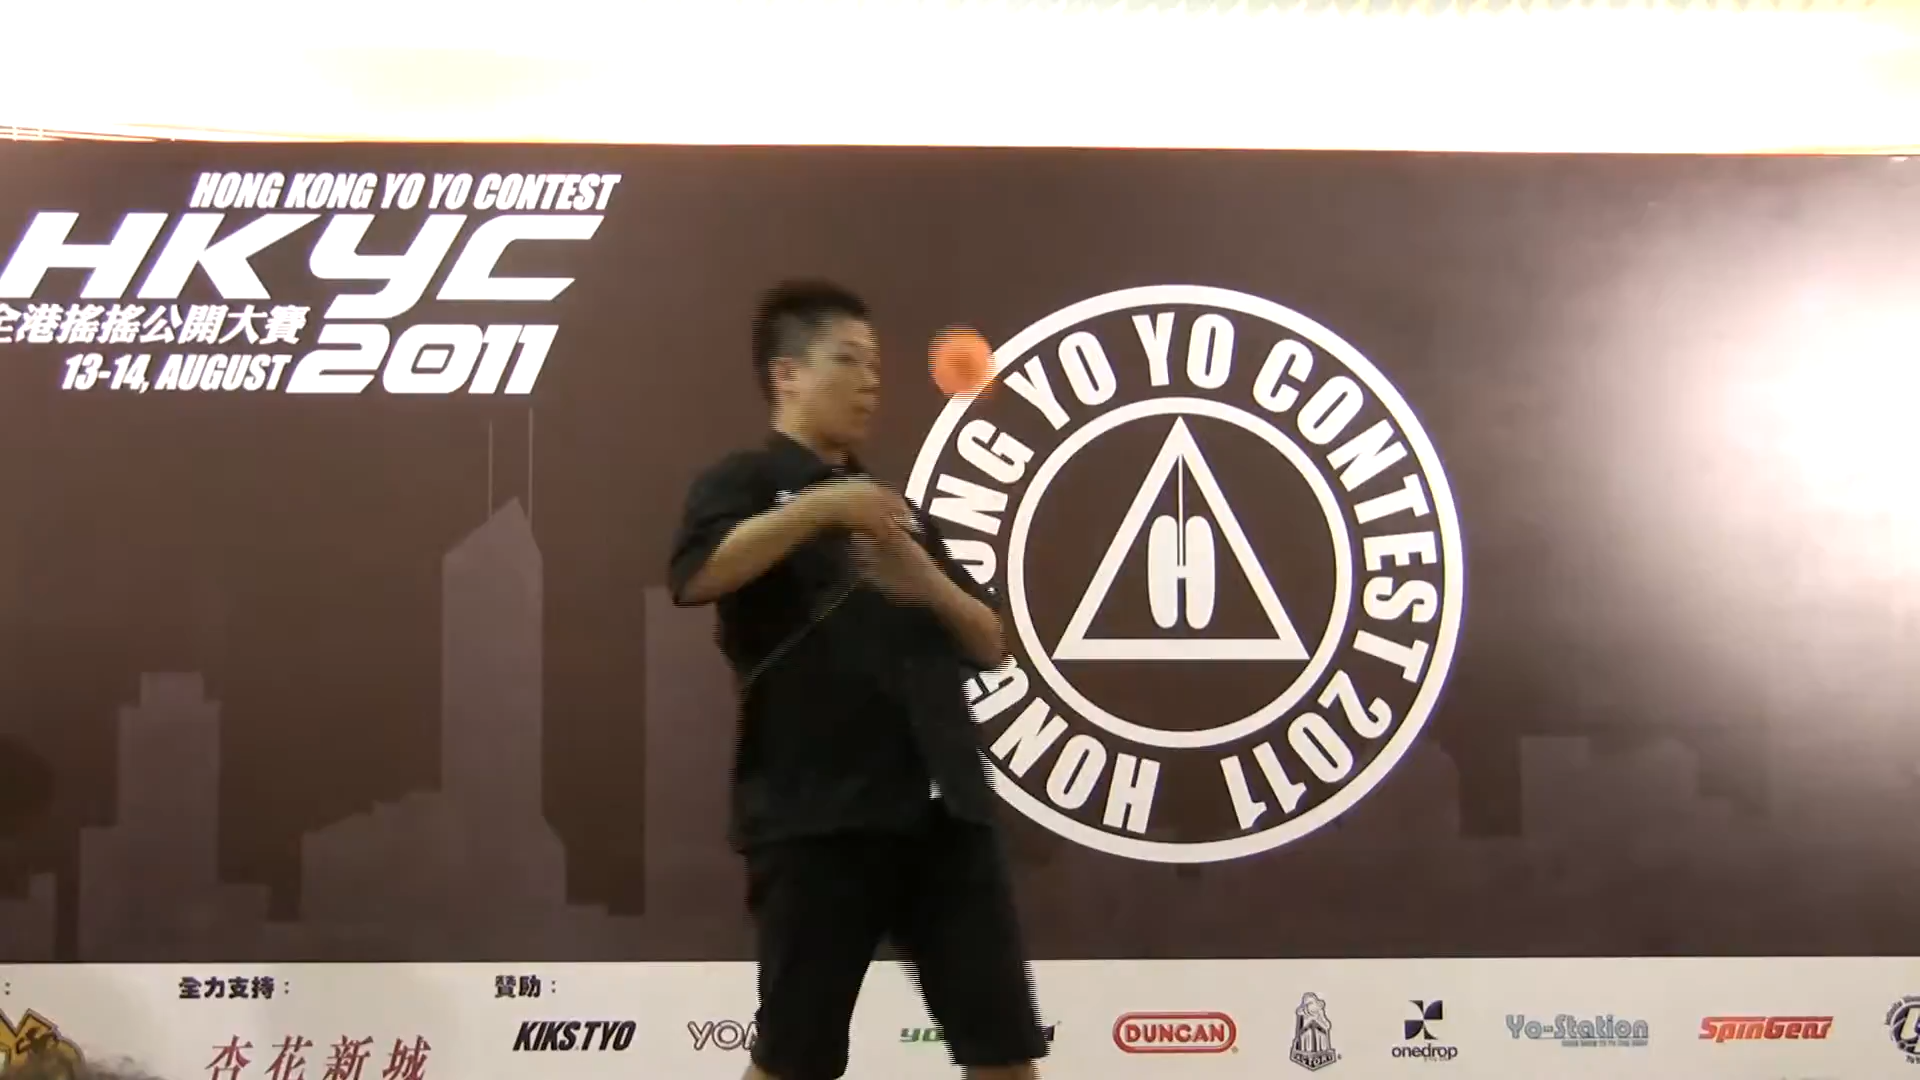 HONG KONG YO YO CONTEST
HKYC
全港搖搖公開大賽
13-14, AUGUST 2011
HONG KONG YO YO CONTEST 2011
全力支持：
杏花新城
贊助：
KIKSTYO
DUNCAN
FACTORY
onedrop
Yo-Station
SPINGEAR